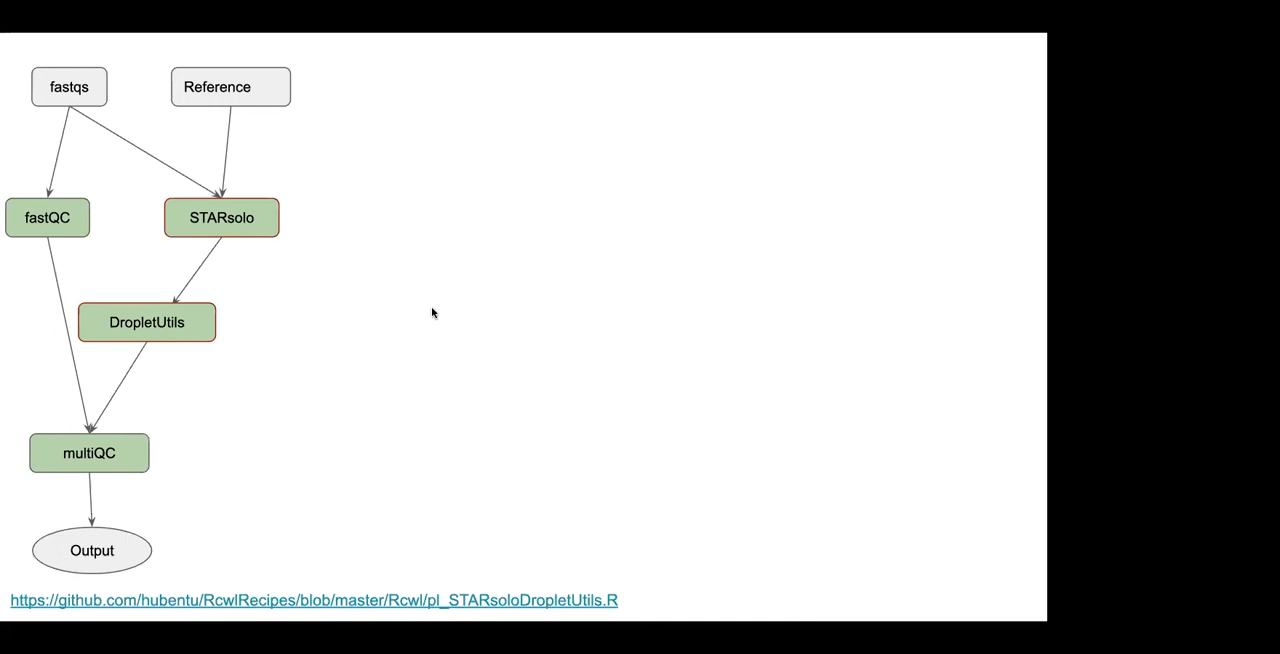 fastqs
Reference
fastQC
STARsolo
DropletUtils
multiQC
Output
https://github.com/hubentu/RcwlRecipes/blob/master/Rcwl/pl_STARsoloDropletUtils.R